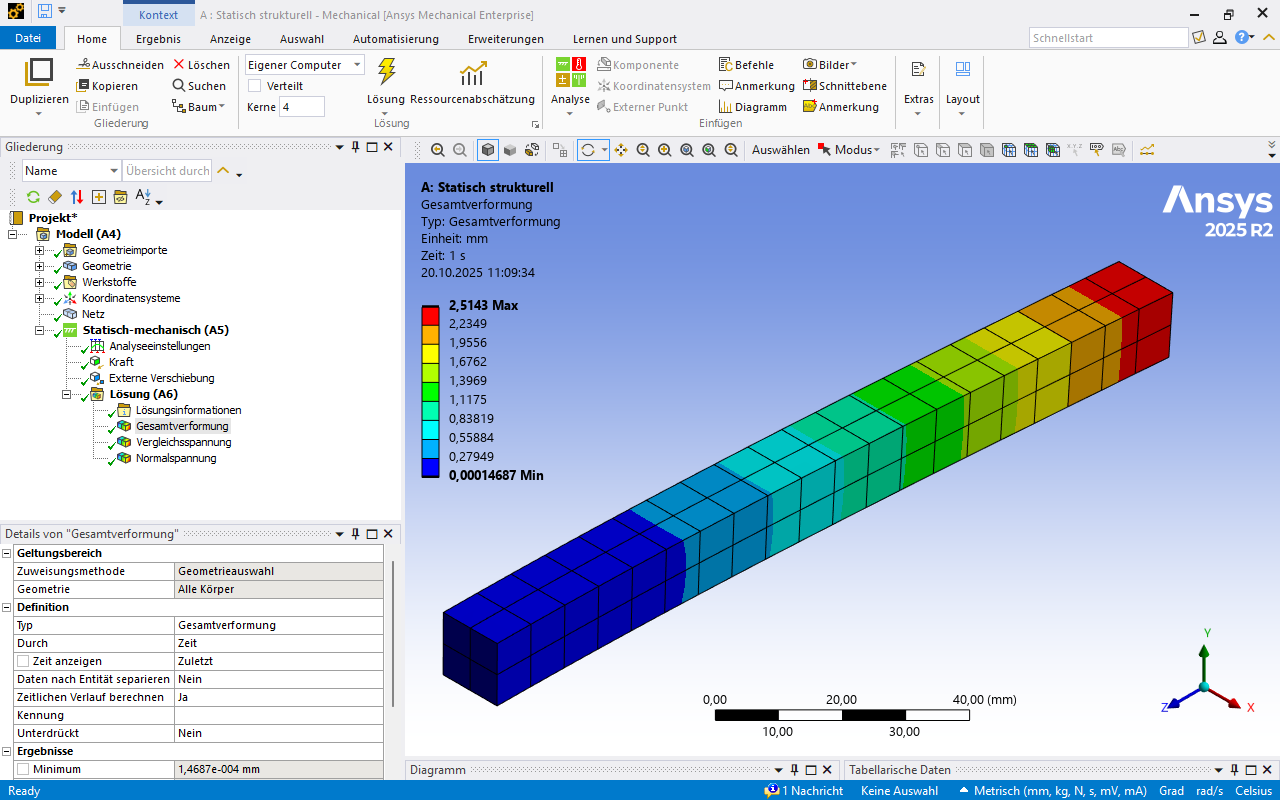 Kontext
A : Statisch strukturell - Mechanical [Ansys Mechanical Enterprise]
Datei Home Ergebnis Anzeige Auswahl Automatisierung Erweiterungen Lernen und Support
Schnellstart
Duplizieren
Ausschneiden Löschen
Kopieren Suchen
Einfügen Baum
Gliederung
Eigener Computer
Verteilt
Kerne 4
Lösung Ressourcenabschätzung
Lösung
Analyse
Komponente Befehle Bilder
Koordinatensystem Anmerkung Schnittebene
Externer Punkt Diagramm Anmerkung
Einfügen
Extras Layout
Gliederung
Name Übersicht durch
Auswählen Modus
Projekt*
Modell (A4)
Geometrieimporte
Geometrie
Werkstoffe
Koordinatensysteme
Netz
Statisch-mechanisch (A5)
Analyseeinstellungen
Kraft
Externe Verschiebung
Lösung (A6)
Lösungsinformationen
Gesamtverformung
Vergleichsspannung
Normalspannung
Details von "Gesamtverformung"
Geltungsbereich
Zuweisungsmethode Geometrieauswahl
Geometrie Alle Körper
Definition
Typ Gesamtverformung
Durch Zeit
Zeit anzeigen Zuletzt
Daten nach Entität separieren Nein
Zeitlichen Verlauf berechnen Ja
Kennung
Unterdrückt Nein
Ergebnisse
Minimum 1,4687e-004 mm
A: Statisch strukturell
Gesamtverformung
Typ: Gesamtverformung
Einheit: mm
Zeit: 1 s
20.10.2025 11:09:34
2,5143 Max
2,2349
1,9556
1,6762
1,3969
1,1175
0,83819
0,55884
0,27949
0,00014687 Min
Ansys
2025 R2
0,00 20,00 40,00 (mm)
10,00 30,00
Y
Z X
Diagramm Tabellarische Daten
Ready 1 Nachricht Keine Auswahl Metrisch (mm, kg, N, s, mV, mA) Grad rad/s Celsius